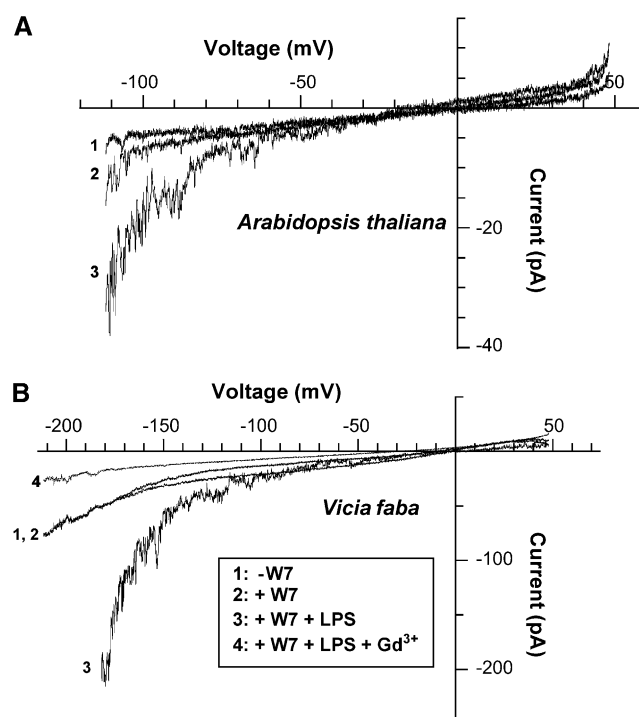 A
Voltage (mV)
-100
-50
50
1
2
3
Arabidopsis thaliana
-20
-40
Current (pA)
B
Voltage (mV)
-200
-150
-100
-50
50
4
1, 2
3
Vicia faba
-100
-200
Current (pA)
1: -W7
2: + W7
3: + W7 + LPS
4: + W7 + LPS + Gd³⁺